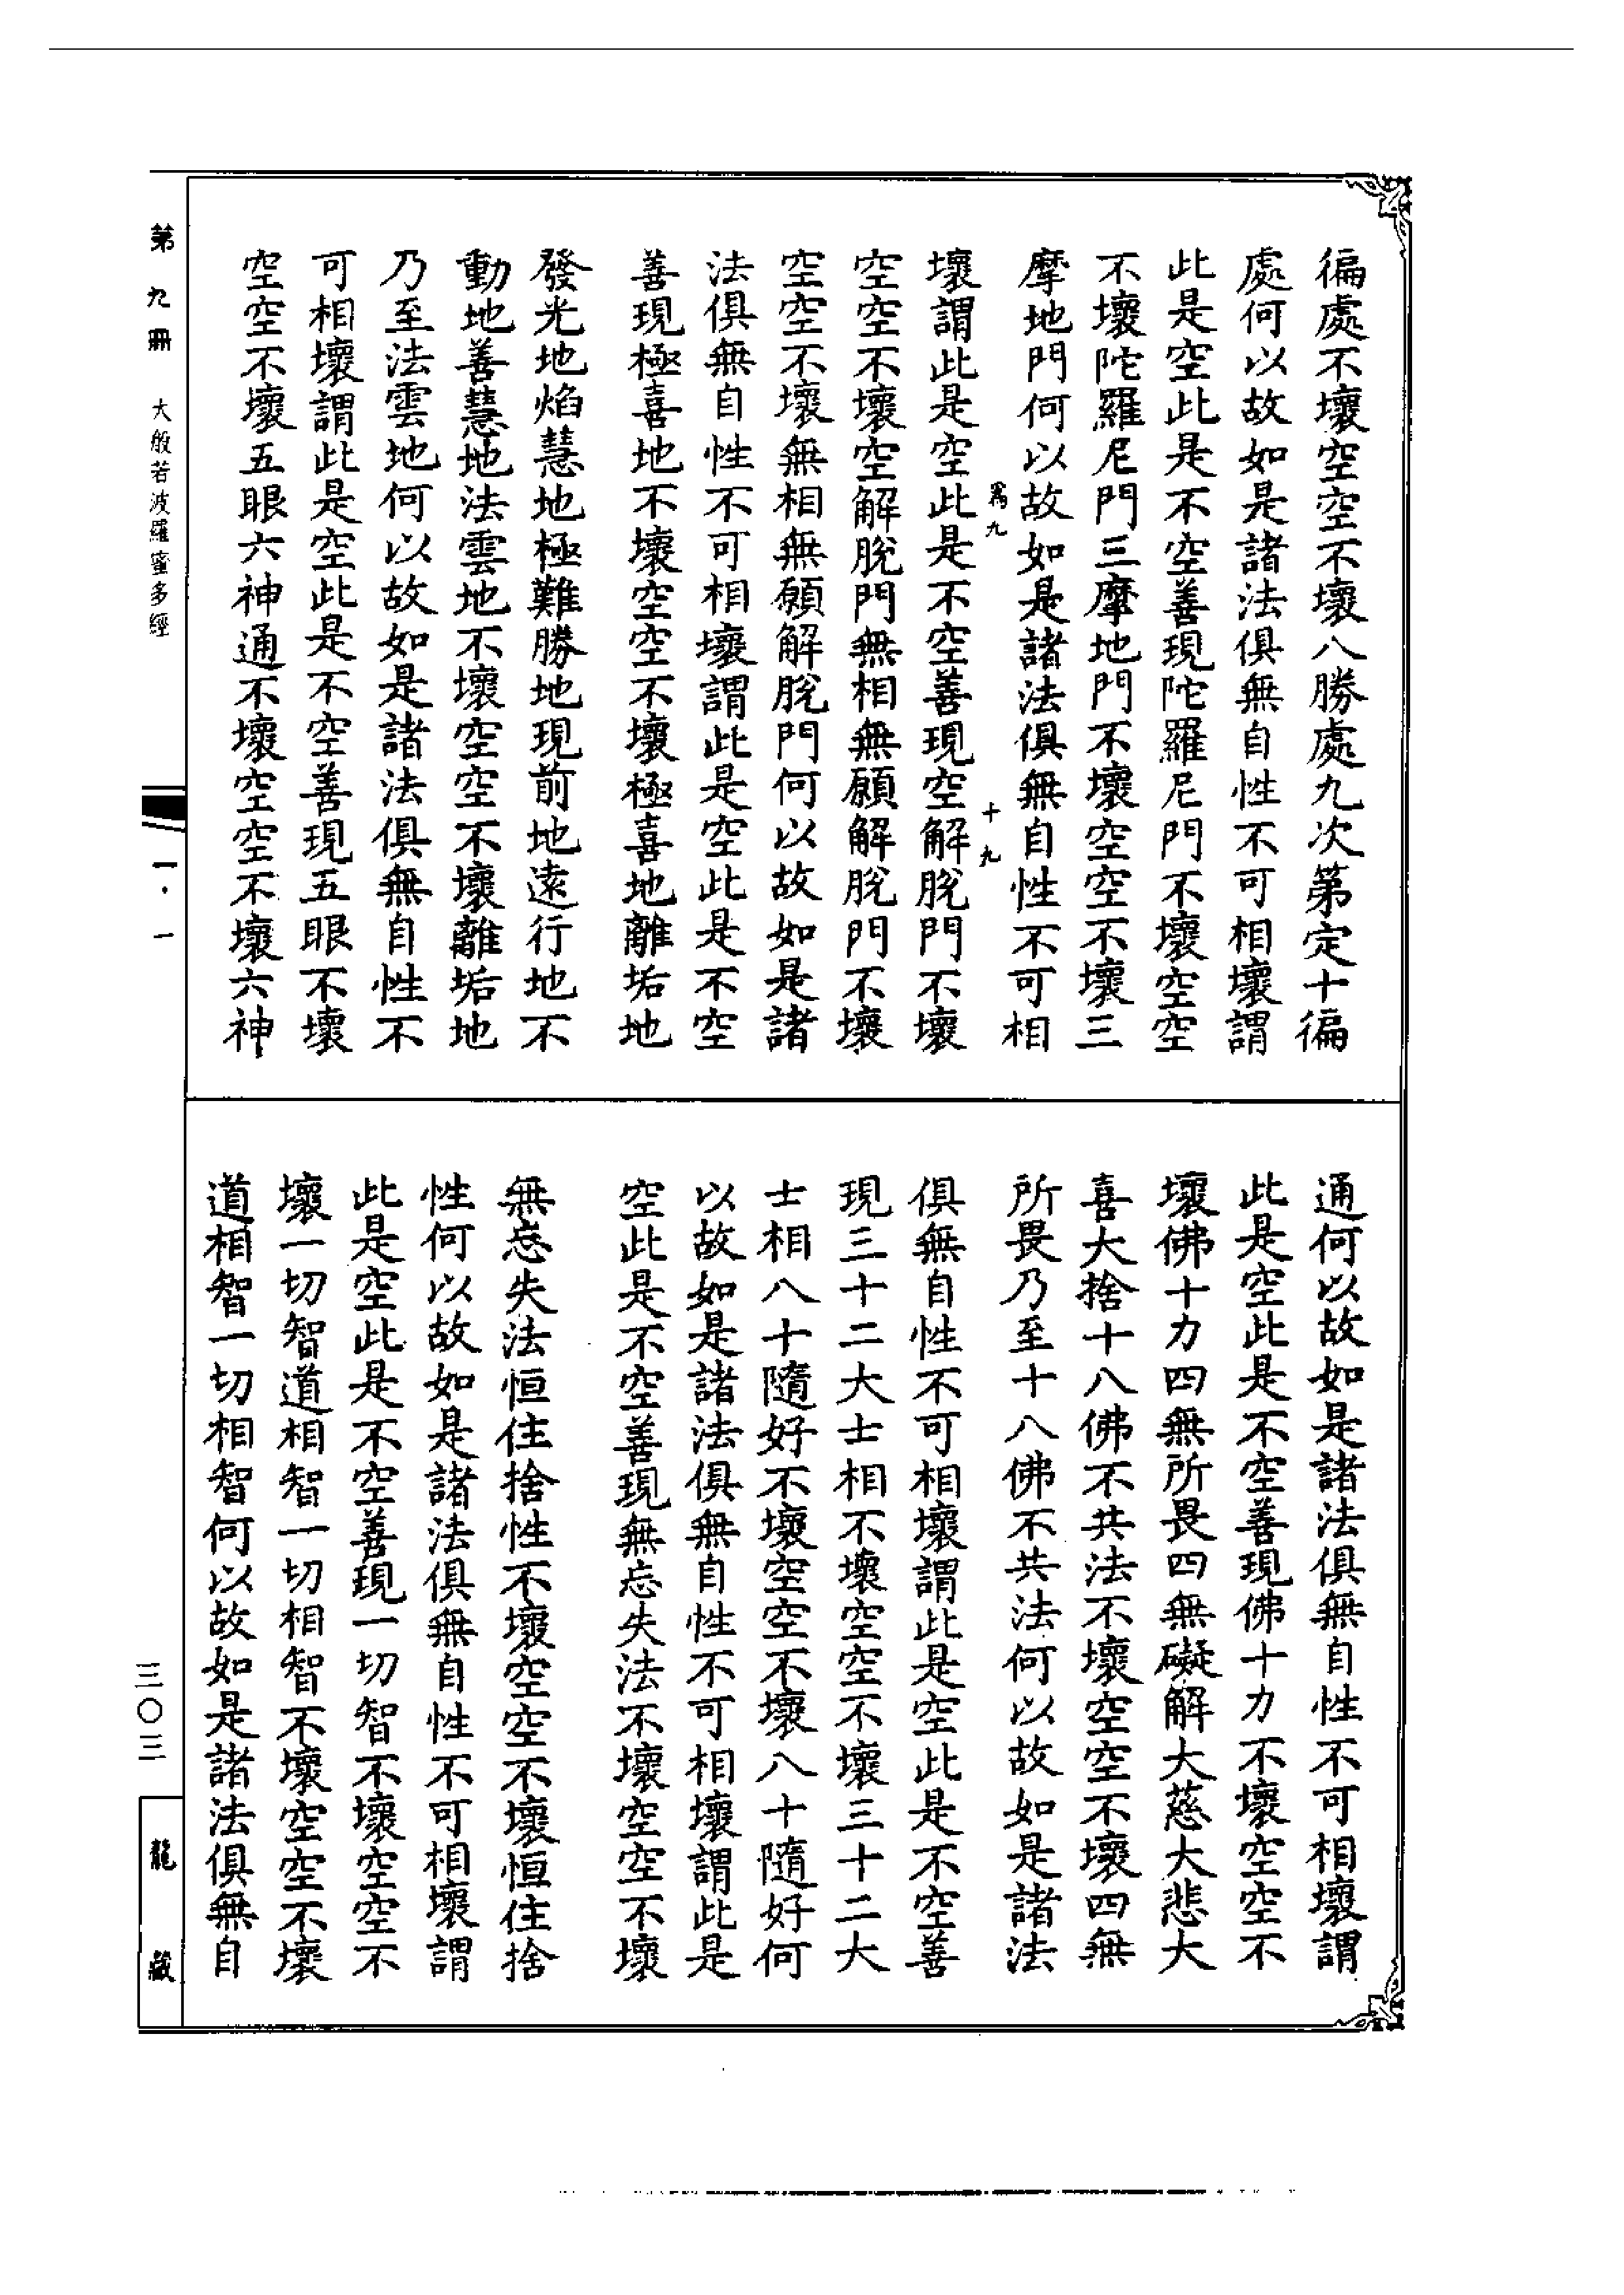 徧處不壞空空不壞八勝處九次第定十徧
處何以故如是諸法俱無自性不可相壞謂
此是空此是不空善現陀羅尼門不壞空空
不壞陀羅尼門三摩地門不壞空空不壞三
摩地門何以故如是諸法俱無自性不可相
九
十九
壞謂此是空此是不空善現空解脫門不壞
空空不壞空解脫門無相無願解脫門不壞
空空不壞無相無願解脫門何以故如是諸
法俱無自性不可相壞謂此是空此是不空
善現極喜地不壞空空不壞極喜地離垢地
發光地焰慧地極難勝地現前地遠行地不
動地善慧地法雲地不壞空空不壞離垢地
乃至法雲地何以故如是諸法俱無自性不
可相壞謂此是空此是不空善現五眼不壞
空空不壞五眼六神通不壞空空不壞六神
通何以故如是諸法俱無自性不可相壞謂
此是空此是不空善現佛十力不壞空空不
壞佛十力四無所畏四無礙解大慈大悲大
喜大捨十八佛不共法不壞空空不壞四無
所畏乃至十八佛不共法何以故如是諸法
俱無自性不可相壞謂此是空此是不空善
現三十二大士相不壞空空不壞三十二大
士相八十隨好不壞空空不壞八十隨好何
以故如是諸法俱無自性不可相壞謂此是
空此是不空善現無忘失法不壞空空不壞
無忘失法恒住捨性不壞空空不壞恒住捨
性何以故如是諸法俱無自性不可相壞謂
此是空此是不空善現一切智不壞空空不
壞一切智道相智一切相智不壞空空不壞
道相智一切相智何以故如是諸法俱無自
第九冊 大般若波羅蜜多經
一·一
三〇三
龍藏